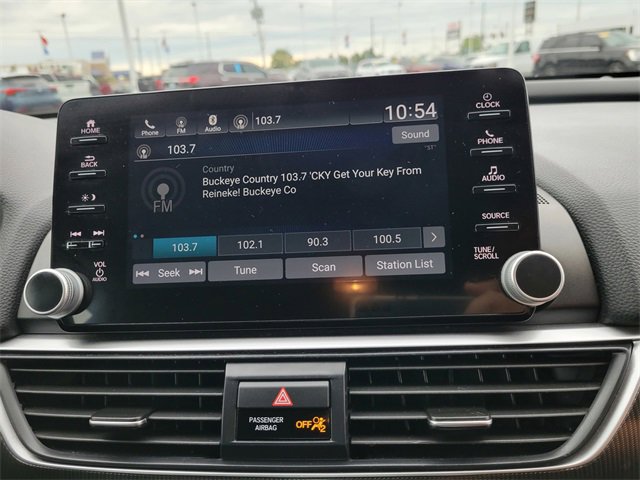 103.7
10:54
Phone
FM
Audio
Sound
103.7
HOME
BACK
VOL
AUDIO
CLOCK
PHONE
AUDIO
SOURCE
TUNE/
SCROLL
FM
Country
Buckeye Country 103.7 'CKY Get Your Key From
Reineke! Buckeye Co
103.7
102.1
90.3
100.5
Seek
Tune
Scan
Station List
PASSENGER
AIRBAG
OFF
2